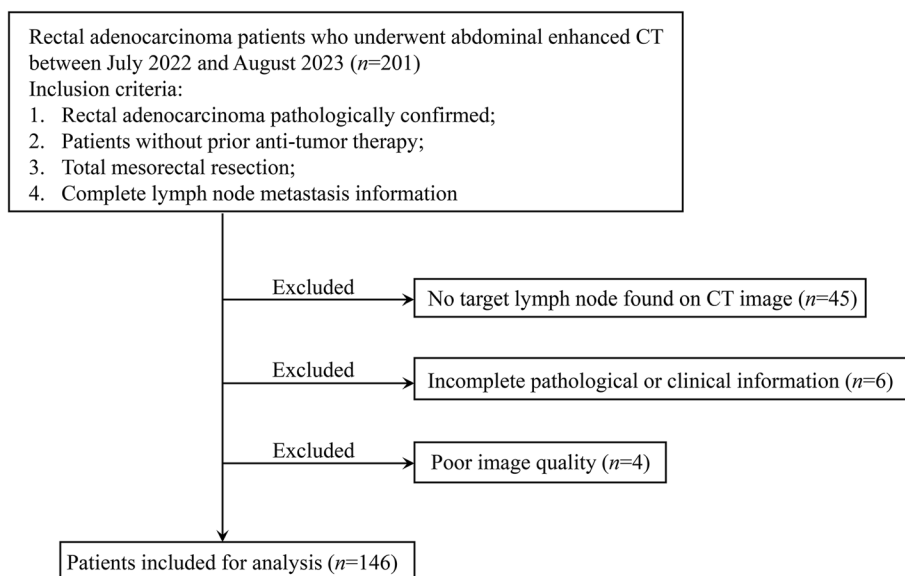 Rectal adenocarcinoma patients who underwent abdominal enhanced CT
between July 2022 and August 2023 (n=201)
Inclusion criteria:
1. Rectal adenocarcinoma pathologically confirmed;
2. Patients without prior anti-tumor therapy;
3. Total mesorectal resection;
4. Complete lymph node metastasis information
Excluded
No target lymph node found on CT image (n=45)
Excluded
Incomplete pathological or clinical information (n=6)
Excluded
Poor image quality (n=4)
Patients included for analysis (n=146)